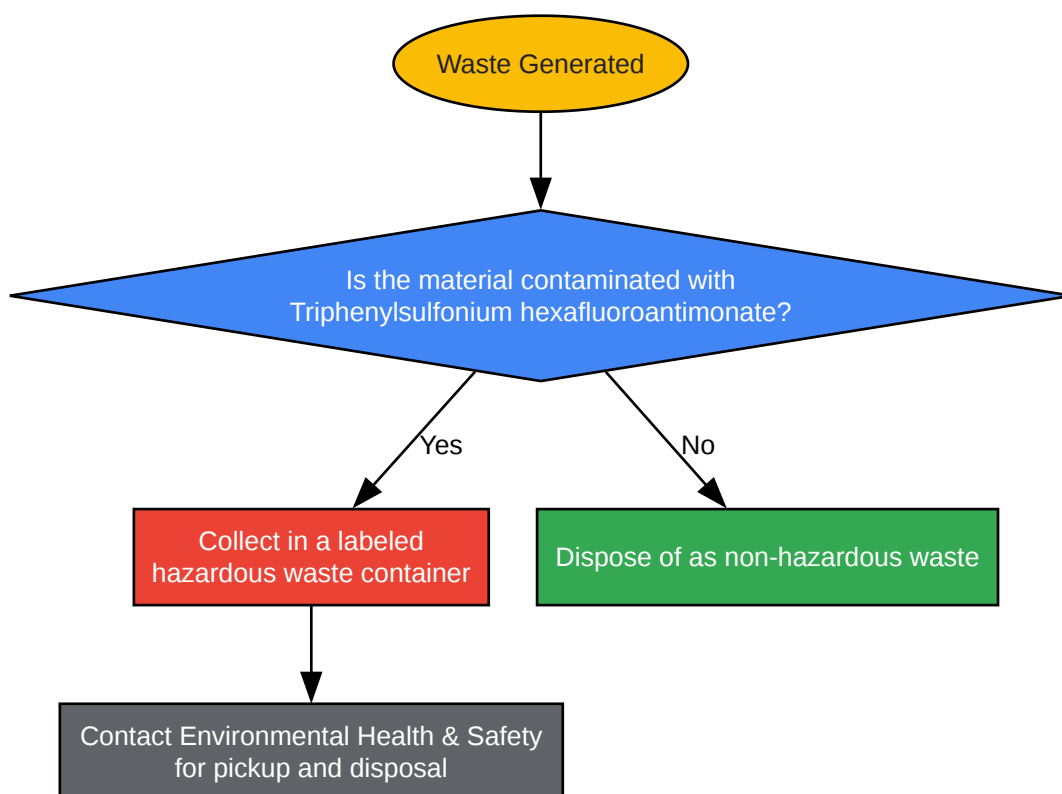 Waste Generated
Is the material contaminated with
Triphenylsulfonium hexafluoroantimonate?
Yes
No
Collect in a labeled
hazardous waste container
Dispose of as non-hazardous waste
Contact Environmental Health & Safety
for pickup and disposal